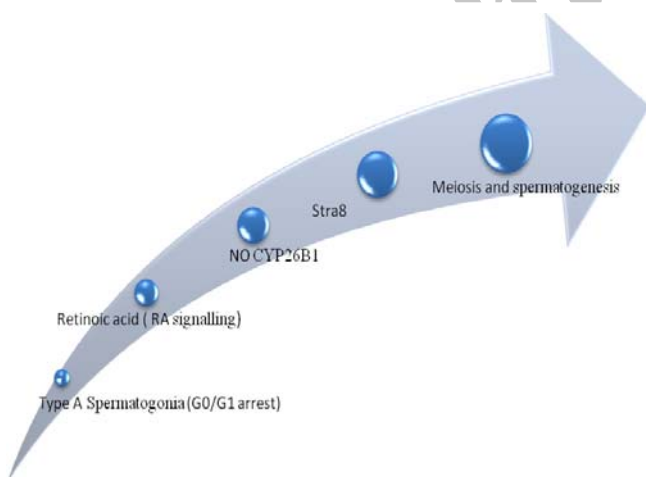 Meiosis and spermatogenesis
Stra8
NO CYP26B1
Retinoic acid ( RA signalling)
Type A Spermatogonia (G0/G1 arrest)